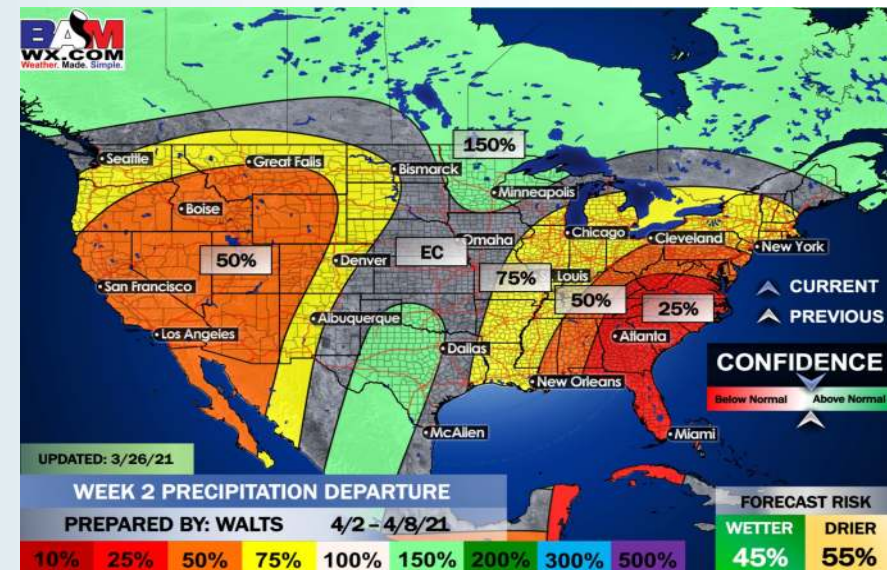 BAM
WX.COM
Weather. Made. Simple.
150%
Seattle
Great Falls
Bismarck
Minneapolis
Boise
Chicago
Cleveland
New York
50%
Denver
EC
Omaha
75%
Louis
San Francisco
50%
25%
CURRENT
PREVIOUS
Los Angeles
Albuquerque
Dallas
Atlanta
CONFIDENCE
New Orleans
Below Normal
Above Normal
McAllen
Miami
UPDATED: 3/26/21
WEEK 2 PRECIPITATION DEPARTURE
PREPARED BY: WALTS 4/2 – 4/8/21
FORECAST RISK
WETTER DRIER
45% 55%
10% 25% 50% 75% 100% 150% 200% 300% 500%